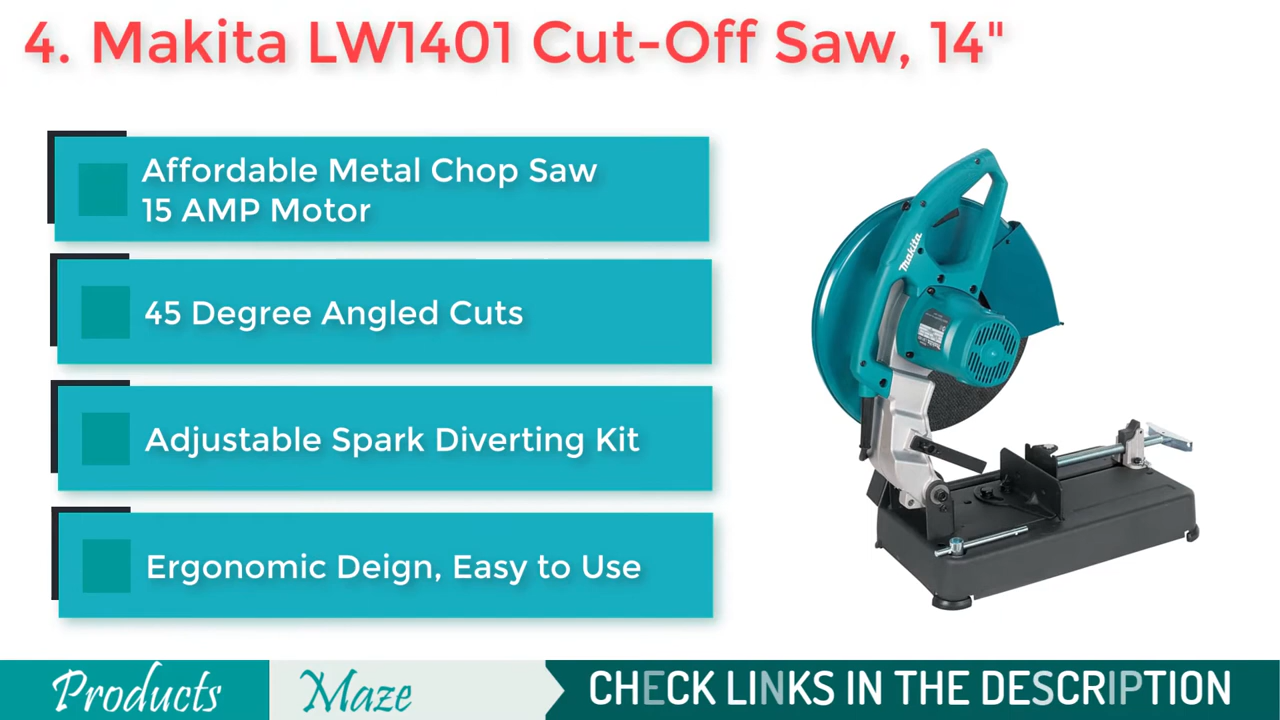 4. Makita LW1401 Cut-Off Saw, 14"
Affordable Metal Chop Saw
15 AMP Motor
45 Degree Angled Cuts
Adjustable Spark Diverting Kit
Ergonomic Deign, Easy to Use
Makita
Products Maze
CHECK LINKS IN THE DESCRIPTION